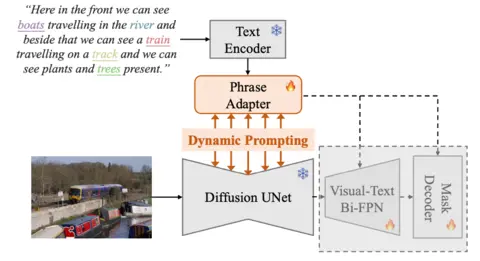 "Here in the front we can see
boats travelling in the river and
beside that we can see a train
travelling on a track and we can
see plants and trees present."
Text
Encoder
Phrase
Adapter
Dynamic Prompting
Diffusion UNet
Visual-Text
Bi-FPN
Mask
Decoder